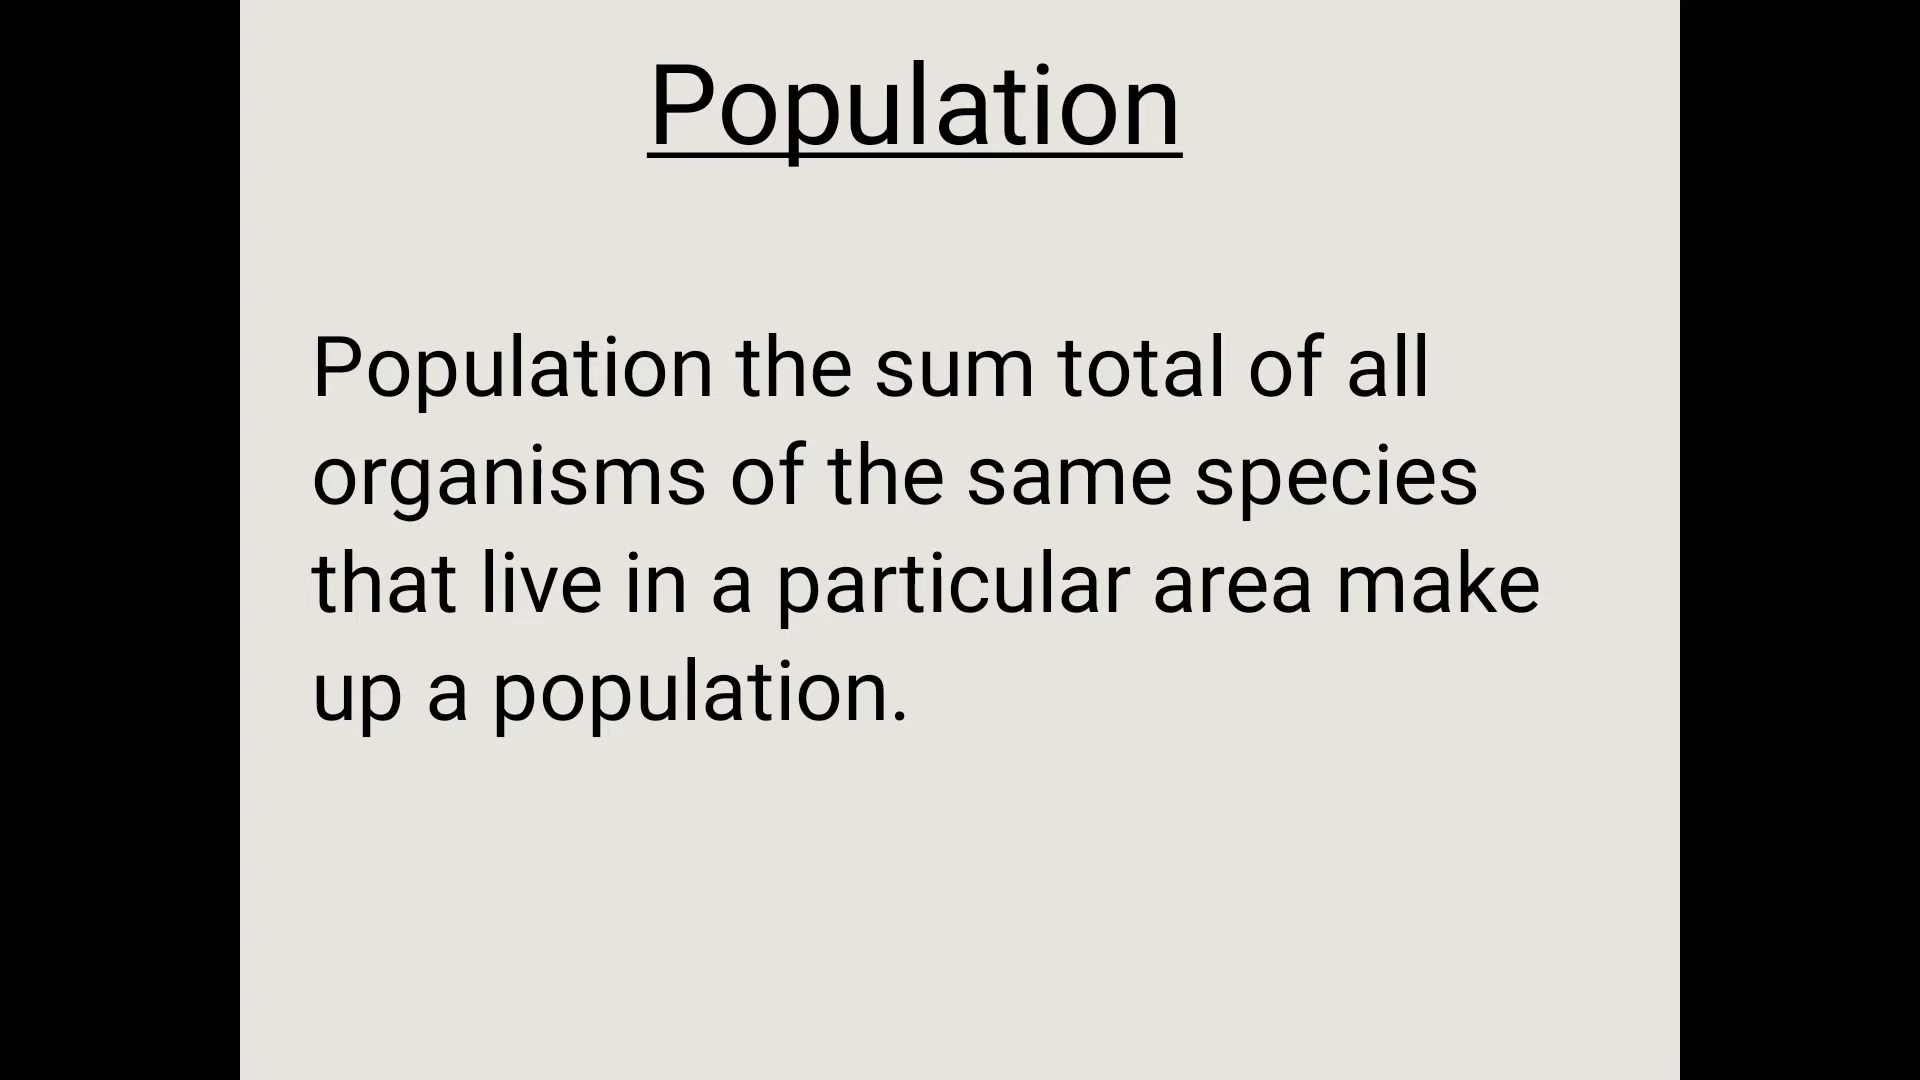 Population
Population the sum total of all
organisms of the same species
that live in a particular area make
up a population.